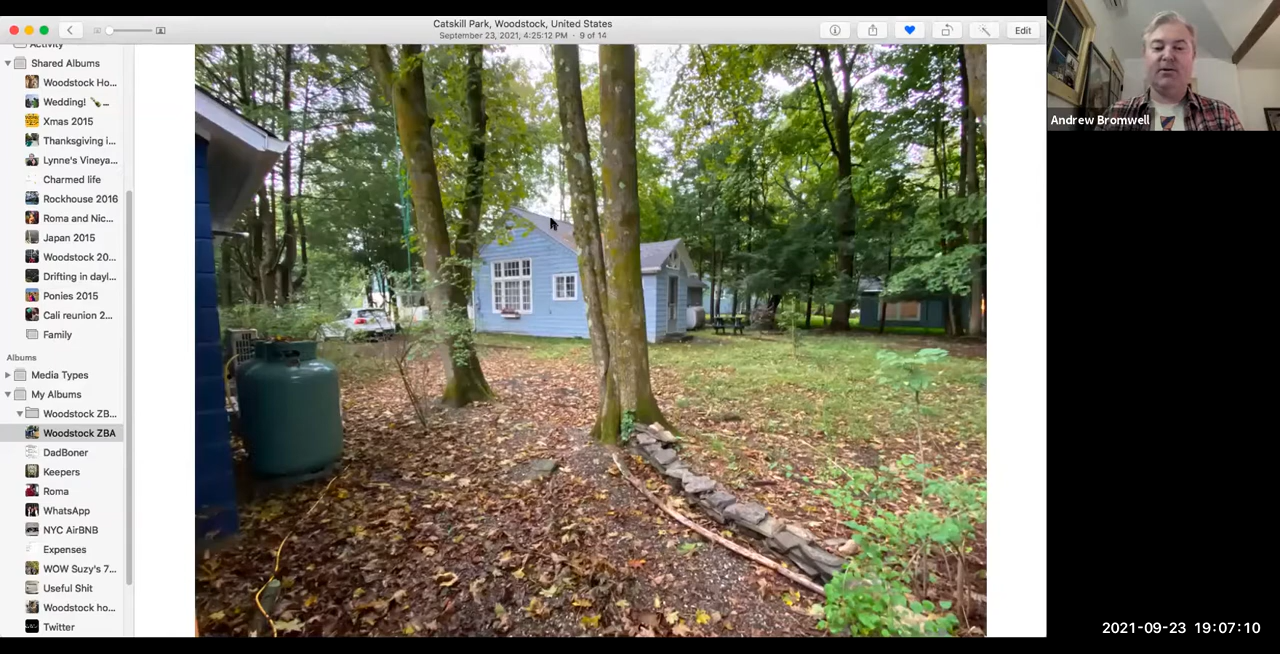 Catskill Park, Woodstock, United States
September 23, 2021, 4:25:12 PM · 9 of 14
Edit
Activity
Shared Albums
Woodstock Ho...
Wedding! 🍾...
Xmas 2015
Thanksgiving i...
Lynne's Vineya...
Charmed life
Rockhouse 2016
Roma and Nic...
Japan 2015
Woodstock 20...
Drifting in dayl...
Ponies 2015
Cali reunion 2...
Family
Albums
Media Types
My Albums
Woodstock ZB...
Woodstock ZBA
DadBoner
Keepers
Roma
WhatsApp
NYC AirBNB
Expenses
WOW Suzy's 7...
Useful Shit
Woodstock ho...
Twitter
Andrew Bromwell
2021-09-23 19:07:10